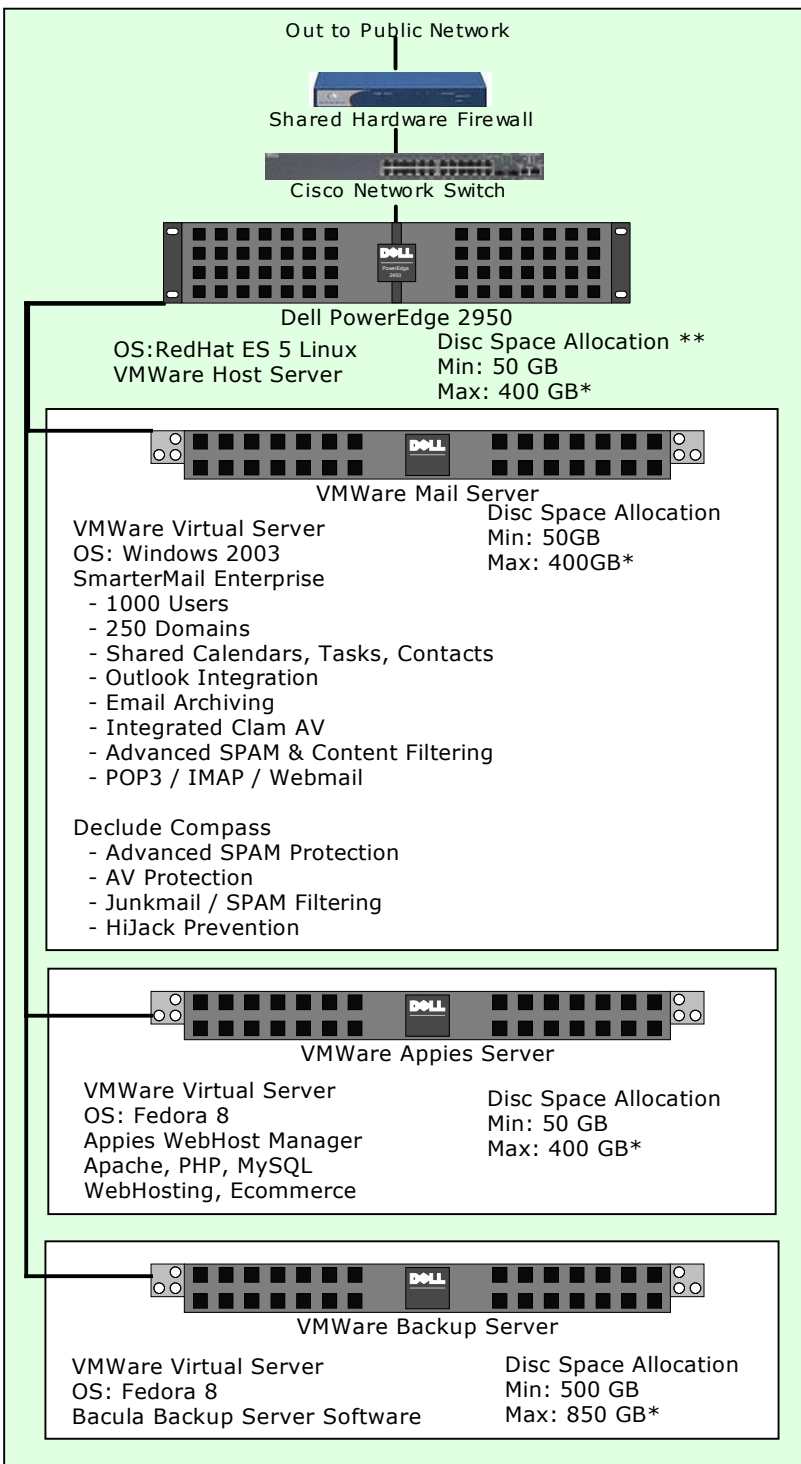 Out to Public Network
Shared Hardware Firewall
Cisco Network Switch
DELL
PowerEdge
2450
Dell PowerEdge 2950
OS:RedHat ES 5 Linux
VMWare Host Server
Disc Space Allocation **
Min: 50 GB
Max: 400 GB*
DELL
VMWare Mail Server
VMWare Virtual Server
OS: Windows 2003
SmarterMail Enterprise
- 1000 Users
- 250 Domains
- Shared Calendars, Tasks, Contacts
- Outlook Integration
- Email Archiving
- Integrated Clam AV
- Advanced SPAM & Content Filtering
- POP3 / IMAP / Webmail
Disc Space Allocation
Min: 50GB
Max: 400GB*
Declude Compass
- Advanced SPAM Protection
- AV Protection
- Junkmail / SPAM Filtering
- HiJack Prevention
DELL
VMWare Appies Server
VMWare Virtual Server
OS: Fedora 8
Appies WebHost Manager
Apache, PHP, MySQL
WebHosting, Ecommerce
Disc Space Allocation
Min: 50 GB
Max: 400 GB*
DELL
VMWare Backup Server
VMWare Virtual Server
OS: Fedora 8
Bacula Backup Server Software
Disc Space Allocation
Min: 500 GB
Max: 850 GB*